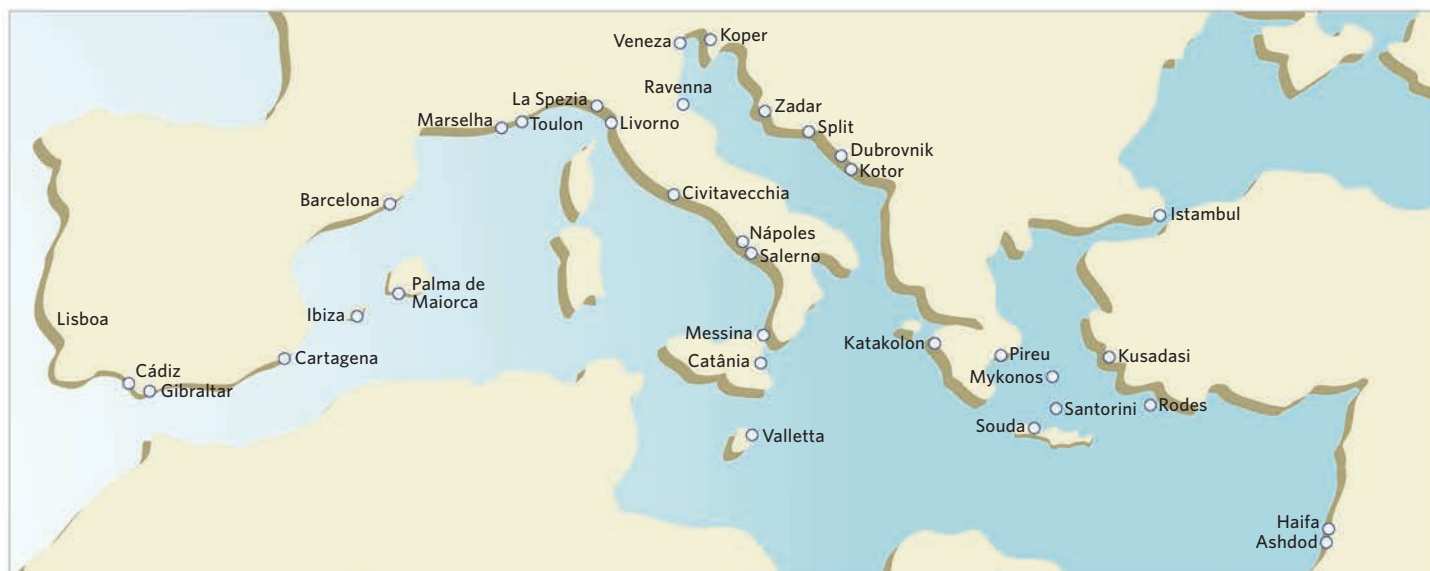 Veneza
Koper
Ravenna
La Spezia
Zadar
Marselha
Toulon
Livorno
Split
Dubrovnik
Kotor
Barcelona
Civitavecchia
Istambul
Nápoles
Salerno
Palma de
Maiorca
Ibiza
Lisboa
Messina
Katakolon
Cartagena
Catânia
Pireu
Kusadasi
Cádiz
Mykonos
Gibraltar
Santorini
Rodes
Souda
Valletta
Haifa
Ashdod